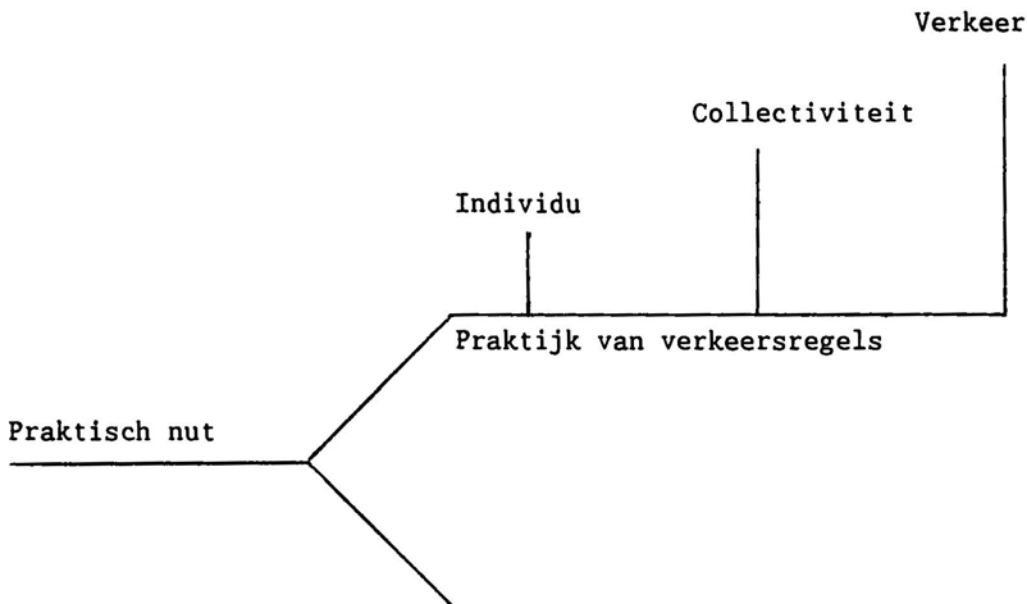 Verkeer
Collectiviteit
Individu
Praktijk van verkeersregels
Praktisch nut